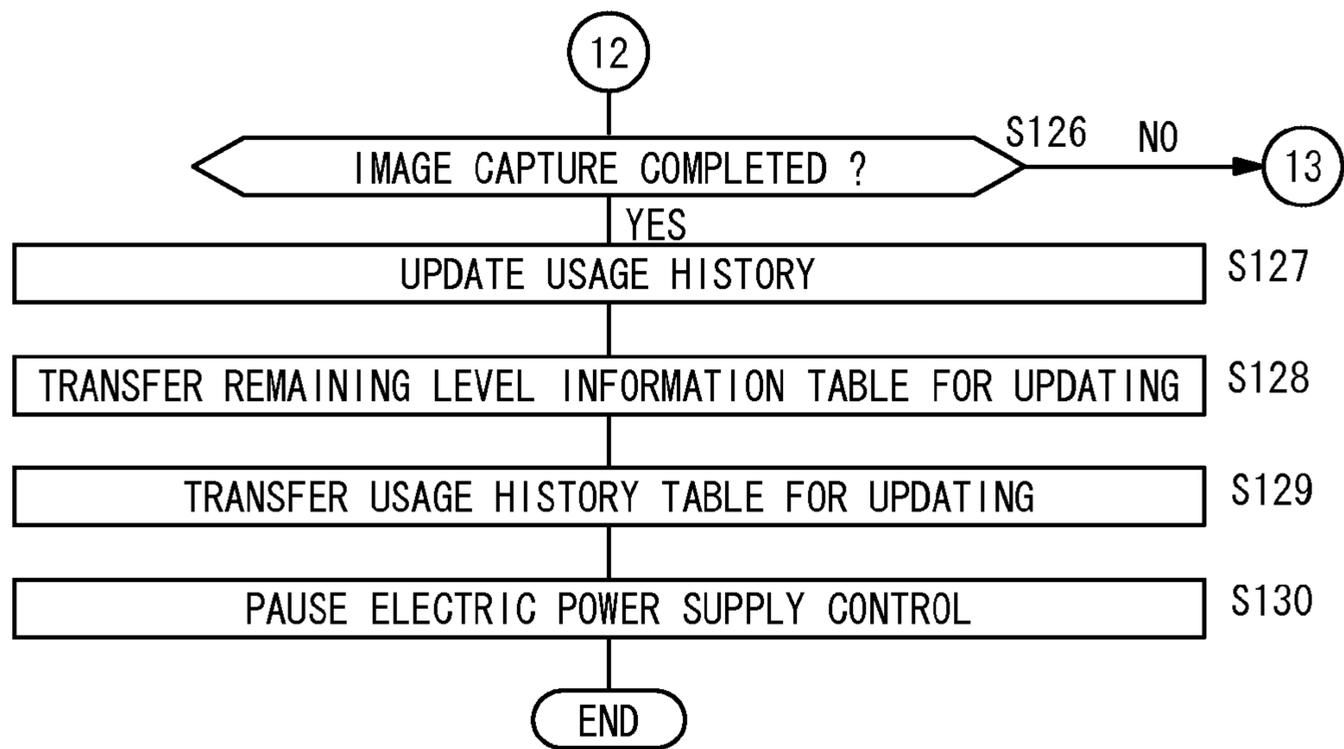 12
IMAGE CAPTURE COMPLETED ?
S126
NO
13
YES
UPDATE USAGE HISTORY
S127
TRANSFER REMAINING LEVEL INFORMATION TABLE FOR UPDATING
S128
TRANSFER USAGE HISTORY TABLE FOR UPDATING
S129
PAUSE ELECTRIC POWER SUPPLY CONTROL
S130
END